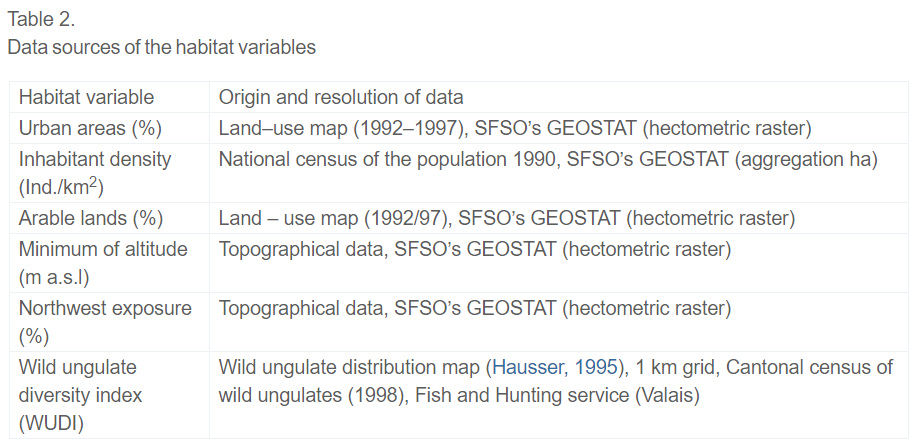 Table 2.
Data sources of the habitat variables
Habitat variable
Origin and resolution of data
Urban areas (%)
Land–use map (1992–1997), SFSO’s GEOSTAT (hectometric raster)
Inhabitant density
(Ind./km²)
National census of the population 1990, SFSO’s GEOSTAT (aggregation ha)
Arable lands (%)
Land – use map (1992/97), SFSO’s GEOSTAT (hectometric raster)
Minimum of altitude
(m a.s.l)
Topographical data, SFSO’s GEOSTAT (hectometric raster)
Northwest exposure
(%)
Topographical data, SFSO’s GEOSTAT (hectometric raster)
Wild ungulate
diversity index
(WUDI)
Wild ungulate distribution map (Hausser, 1995), 1 km grid, Cantonal census of
wild ungulates (1998), Fish and Hunting service (Valais)